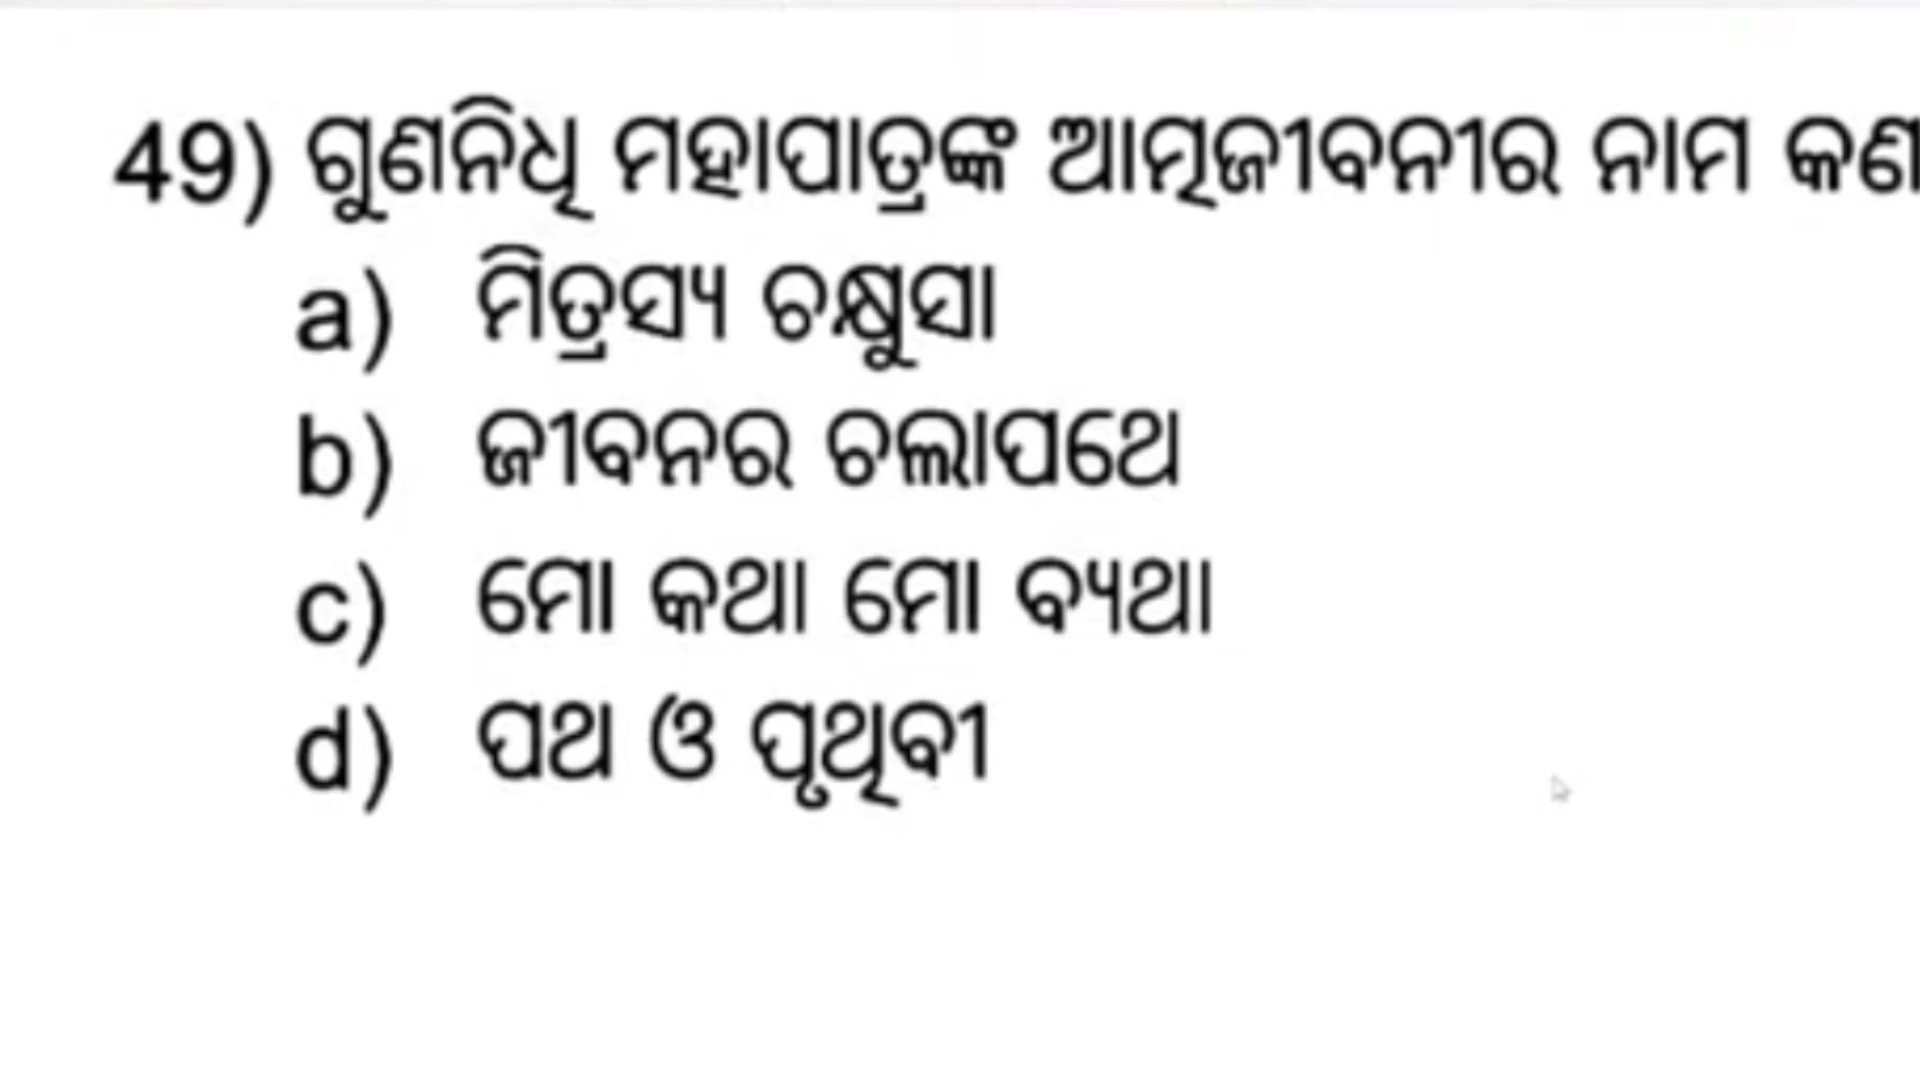 49) ଗୁଣନିଧି ମହାପାତ୍ରଙ୍କ ଆତ୍ମଜୀବନୀର ନାମ କଣ
a) ମିତ୍ରସ୍ୟ ଚକ୍ଷୁସା
b) ଜୀବନର ଚଲାପଥେ
c) ମୋ କଥା ମୋ ବ୍ୟଥା
d) ପଥ ଓ ପୃଥିବୀ